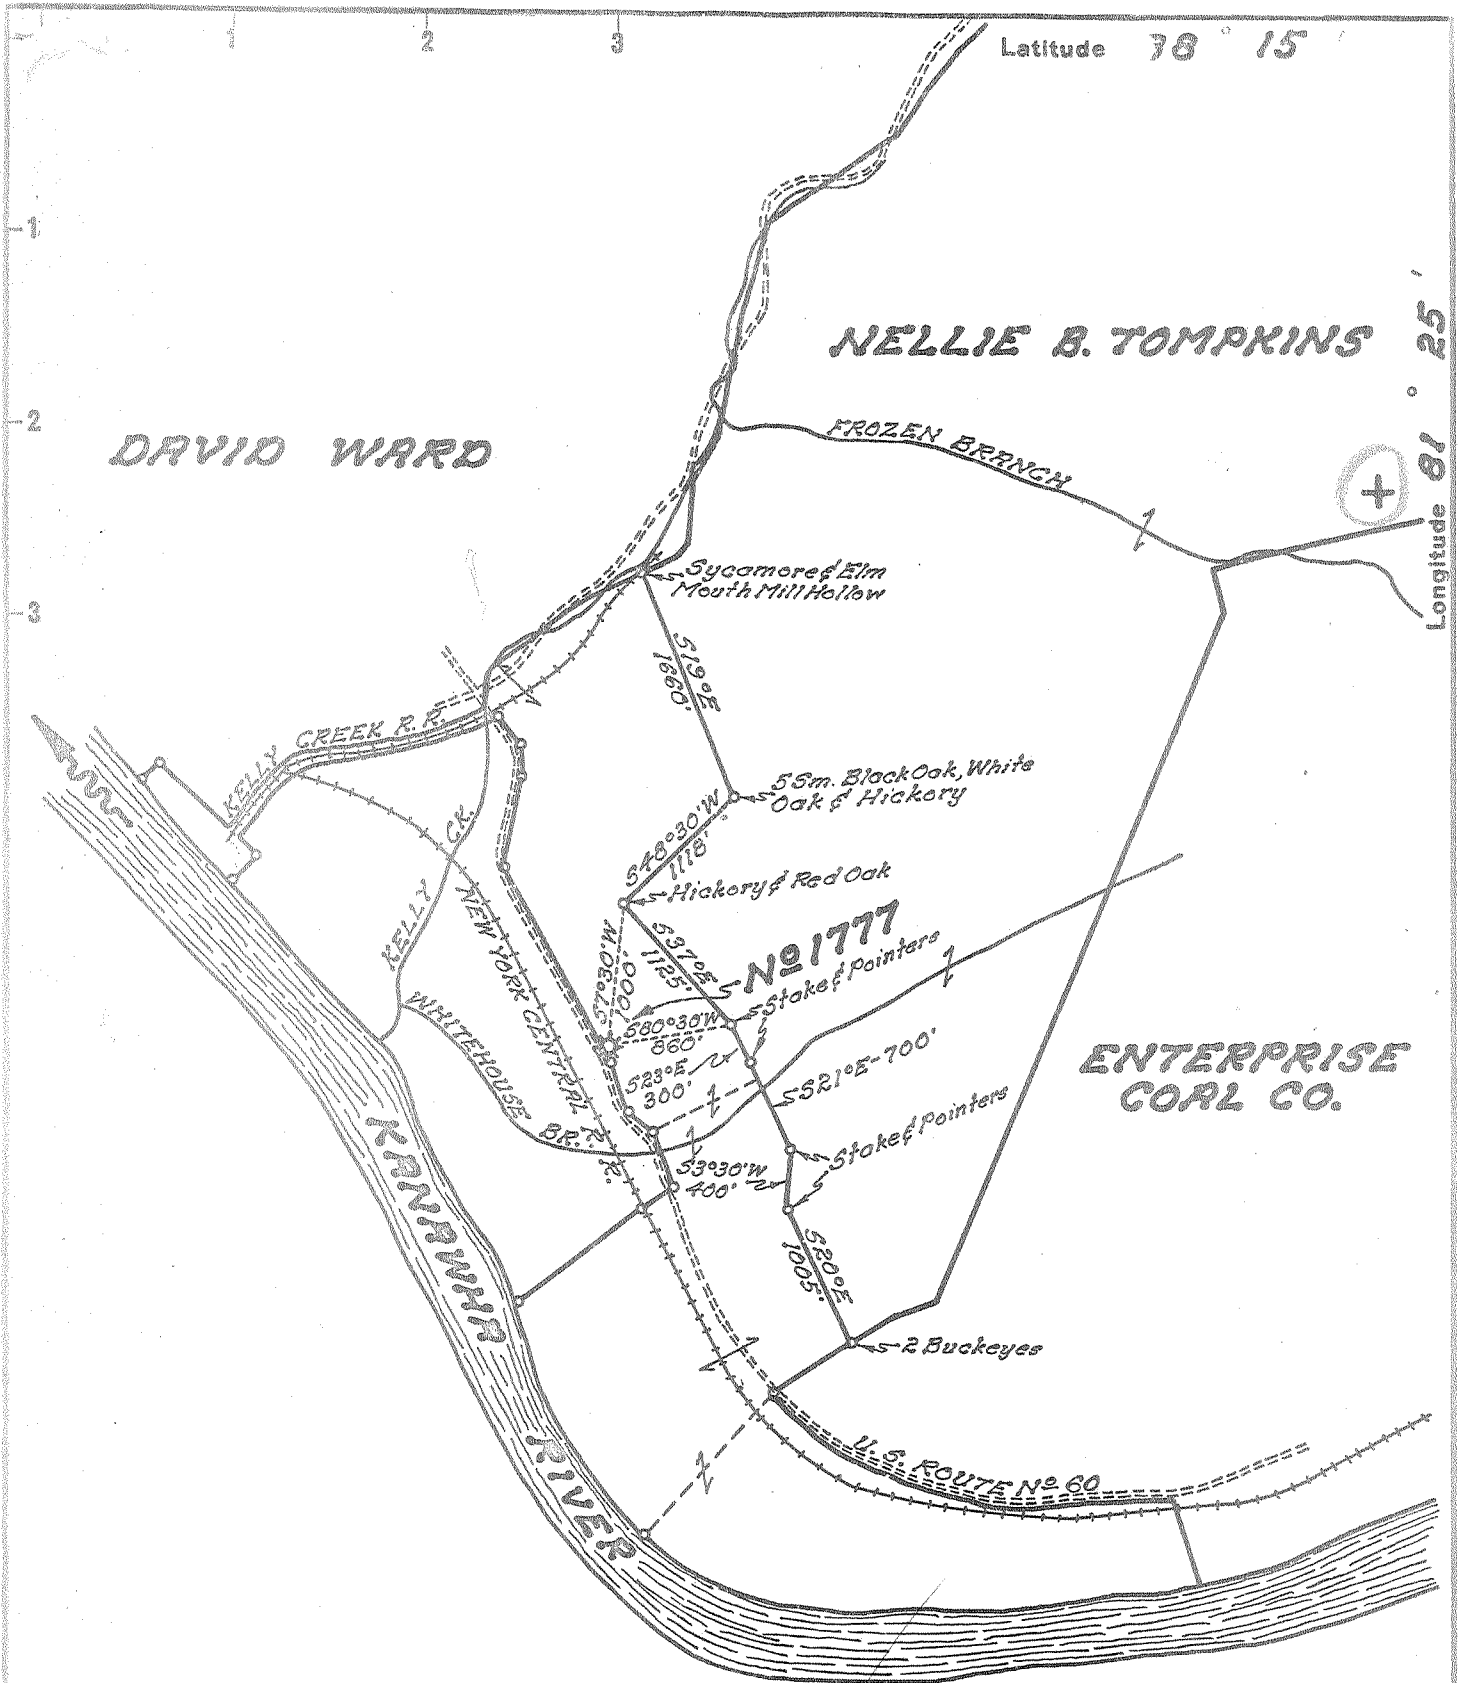 1
2
3
Latitude 38° 15'
-1
-2
-3
Longitude 81° 25'
NELLIE B. TOMPKINS
DAVID WARD
FROZEN BRANCH
+
Sycamore & Elm
Mouth Mill Hollow
S19°E
1660'
KELLY CREEK R.R.
5 Sm. Black Oak, White
Oak & Hickory
S48°30'W
1118'
KELLY CK.
Hickory & Red Oak
NEW YORK CENTRAL R.R.
S7°30'W
1000'
S37°E
1125'
No 1777
Stake & Pointers
S80°30'W
860'
S23°E
300'
S21°E-700'
WHITEHOUSE BR.
ENTERPRISE
COAL CO.
Stake & Pointers
S3°30'W
400'
S20°E
1005'
2 Buckeyes
KANAWHA RIVER
U.S. ROUTE No 60